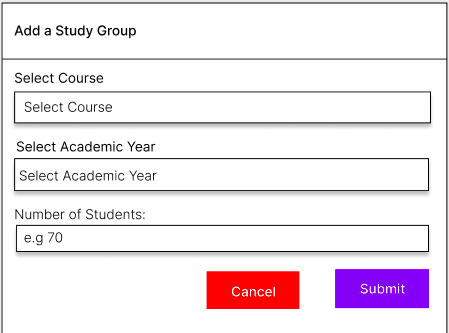 Add a Study Group
Select Course
Select Course
Select Academic Year
Select Academic Year
Number of Students:
e.g 70
Cancel
Submit